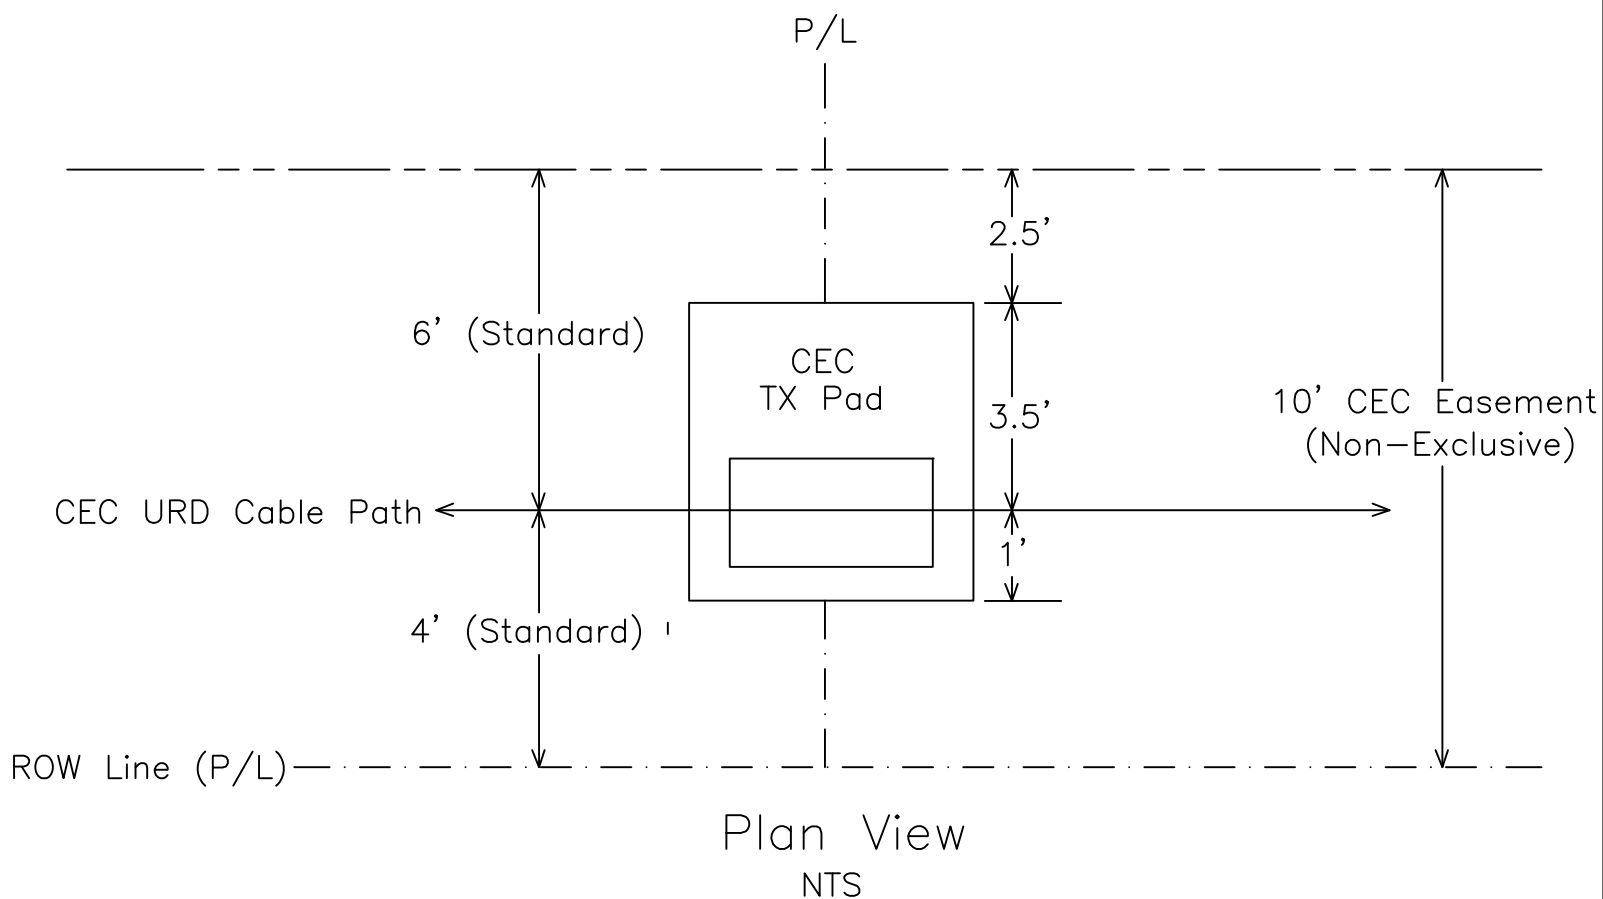 P/L
2.5'
6' (Standard)
CEC
TX Pad
3.5'
10' CEC Easement
(Non-Exclusive)
CEC URD Cable Path
1'
4' (Standard)
ROW Line (P/L)
Plan View
NTS